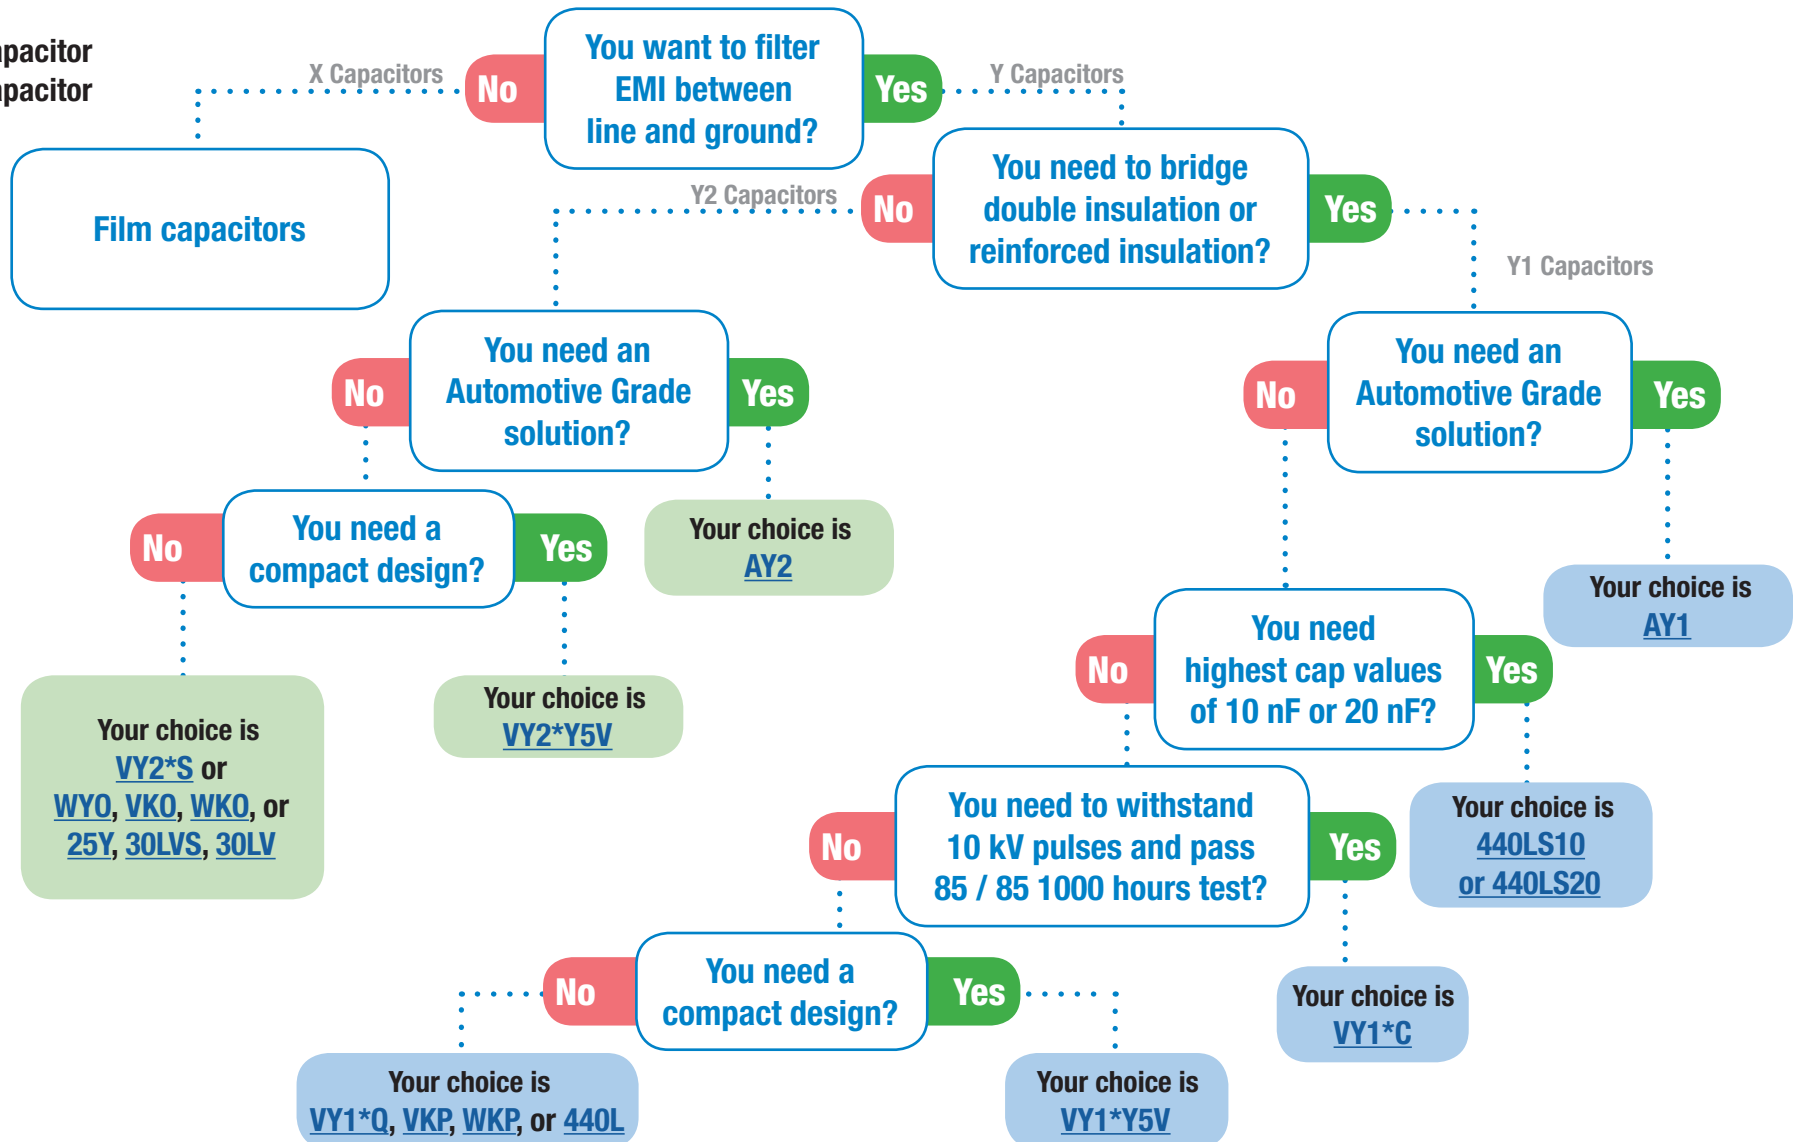 apacitor
apacitor
X Capacitors
No
You want to filter
EMI between
line and ground?
Yes
Y Capacitors
Film capacitors
Y2 Capacitors
No
You need to bridge
double insulation or
reinforced insulation?
Yes
Y1 Capacitors
No
You need an
Automotive Grade
solution?
Yes
No
You need an
Automotive Grade
solution?
Yes
No
You need a
compact design?
Yes
Your choice is
AY2
Your choice is
AY1
No
You need
highest cap values
of 10 nF or 20 nF?
Yes
Your choice is
VY2*S or
WYO, VKO, WKO, or
25Y, 30LVS, 30LV
Your choice is
VY2*Y5V
No
You need to withstand
10 kV pulses and pass
85 / 85 1000 hours test?
Yes
Your choice is
440LS10
or 440LS20
No
You need a
compact design?
Yes
Your choice is
VY1*C
Your choice is
VY1*Q, VKP, WKP, or 440L
Your choice is
VY1*Y5V